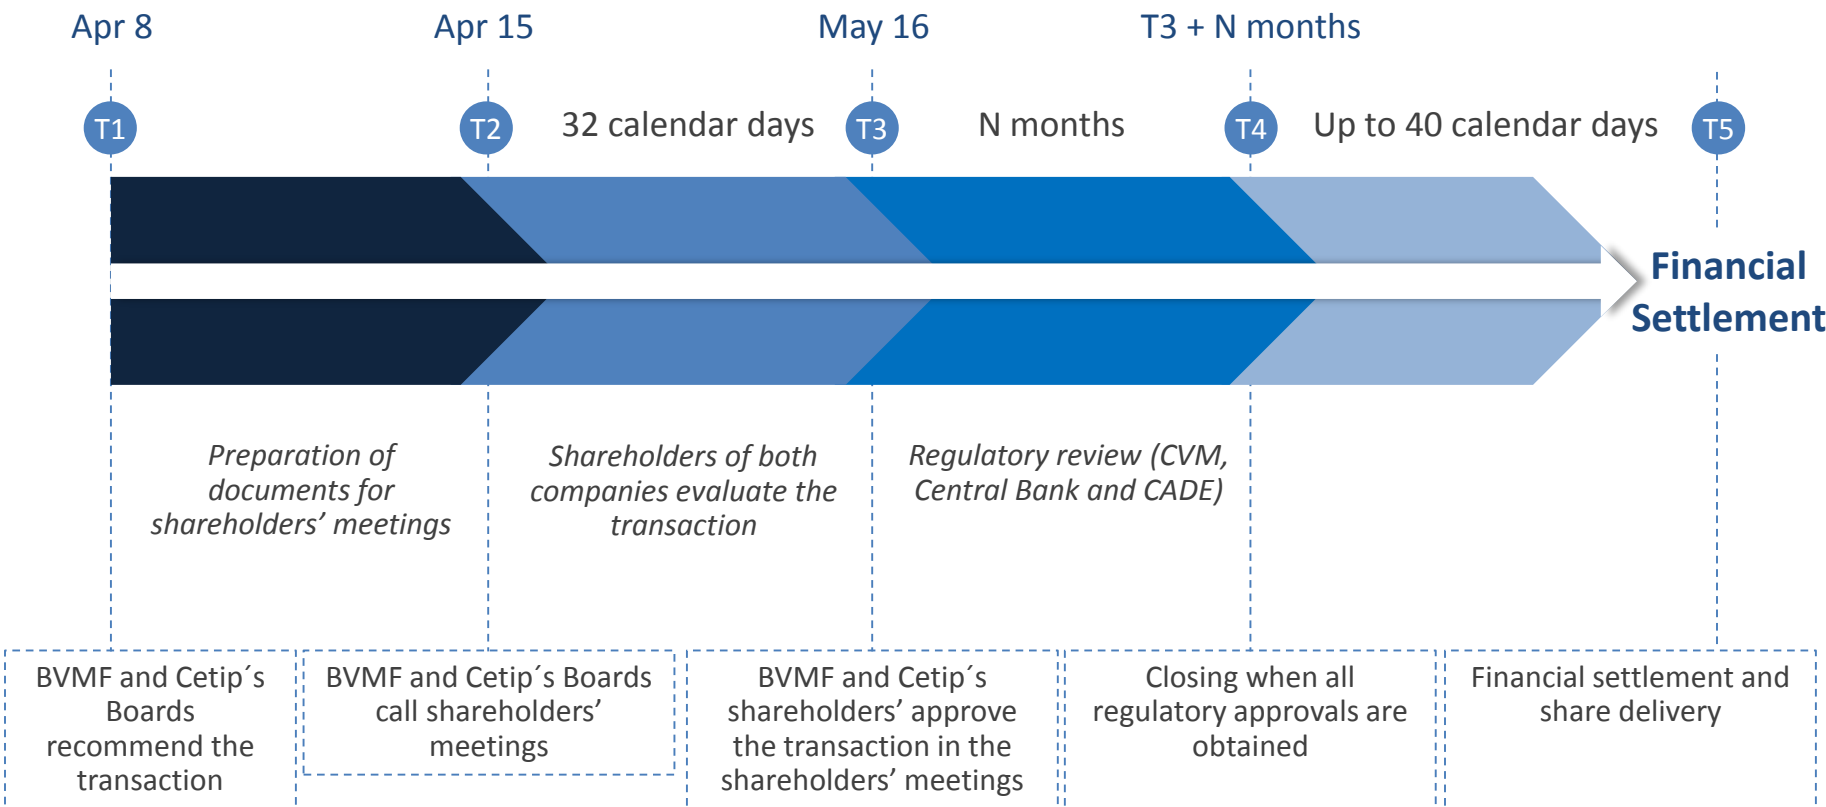 Apr 8
Apr 15
May 16
T3 + N months
T1
T2
32 calendar days
T3
N months
T4
Up to 40 calendar days
T5
Financial
Settlement
Preparation of
documents for
shareholders’ meetings
Shareholders of both
companies evaluate the
transaction
Regulatory review (CVM,
Central Bank and CADE)
BVMF and Cetip´s
Boards
recommend the
transaction
BVMF and Cetip´s Boards
call shareholders’
meetings
BVMF and Cetip´s
shareholders’ approve
the transaction in the
shareholders’ meetings
Closing when all
regulatory approvals are
obtained
Financial settlement and
share delivery